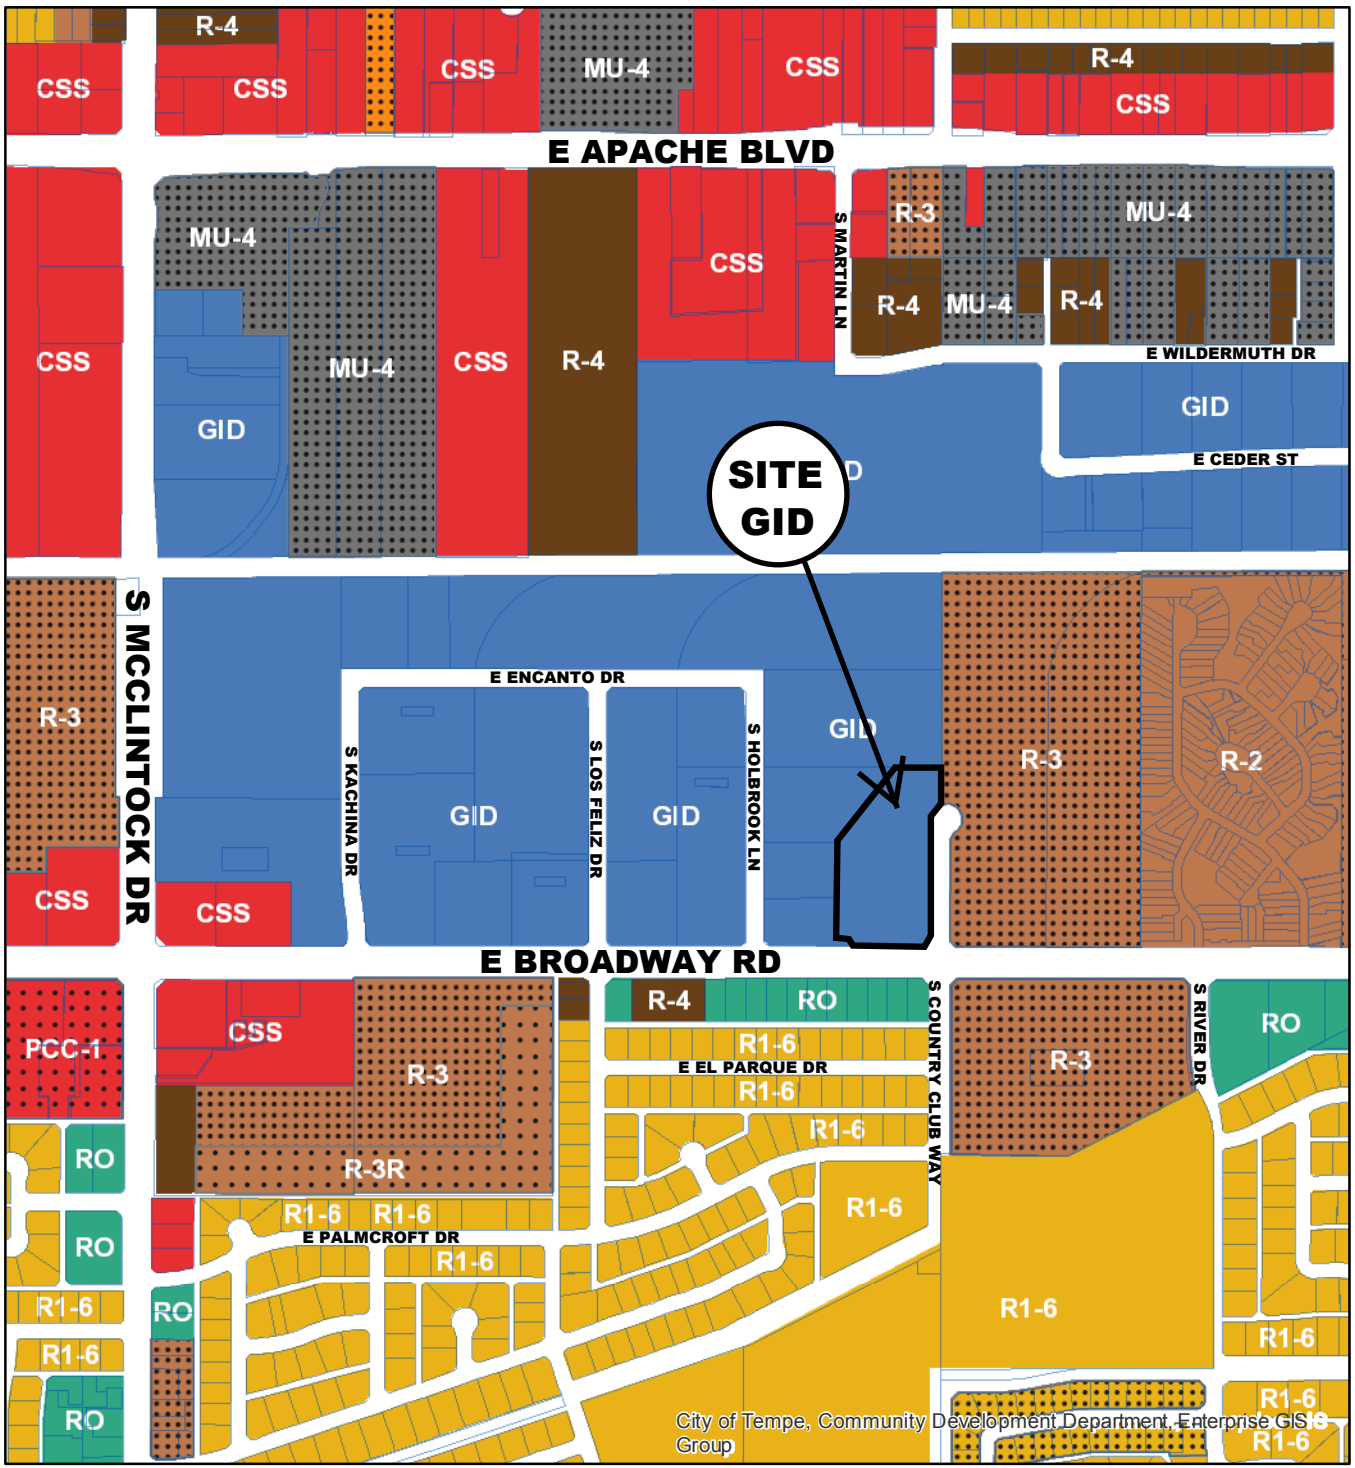 R-4
CSS
CSS
CSS
MU-4
CSS
R-4
CSS
E APACHE BLVD
MU-4
CSS
MU-4
GID
CSS
R-4
CSS
S MARTIN LN
R-3
R-4
MU-4
MU-4
R-4
E WILDERMUTH DR
GID
E CEDER ST
D
SITE
GID
R-3
S MCCLINTOCK DR
CSS
CSS
E ENCANTO DR
S KACHINA DR
GID
S LOS FELIZ DR
GID
S HOLBROOK LN
GID
R-3
R-2
E BROADWAY RD
PCC-1
CSS
R-3
R-3R
R-4
RO
R1-6
E EL PARQUE DR
R1-6
R1-6
R1-6
S COUNTRY CLUB WAY
R-3
S RIVER DR
RO
RO
RO
R1-6
R1-6
E PALMCROFT DR
R1-6
R1-6
RO
R1-6
RO
R1-6
R1-6
R1-6
R1-6
City of Tempe, Community Development Department, Enterprise GIS
Group